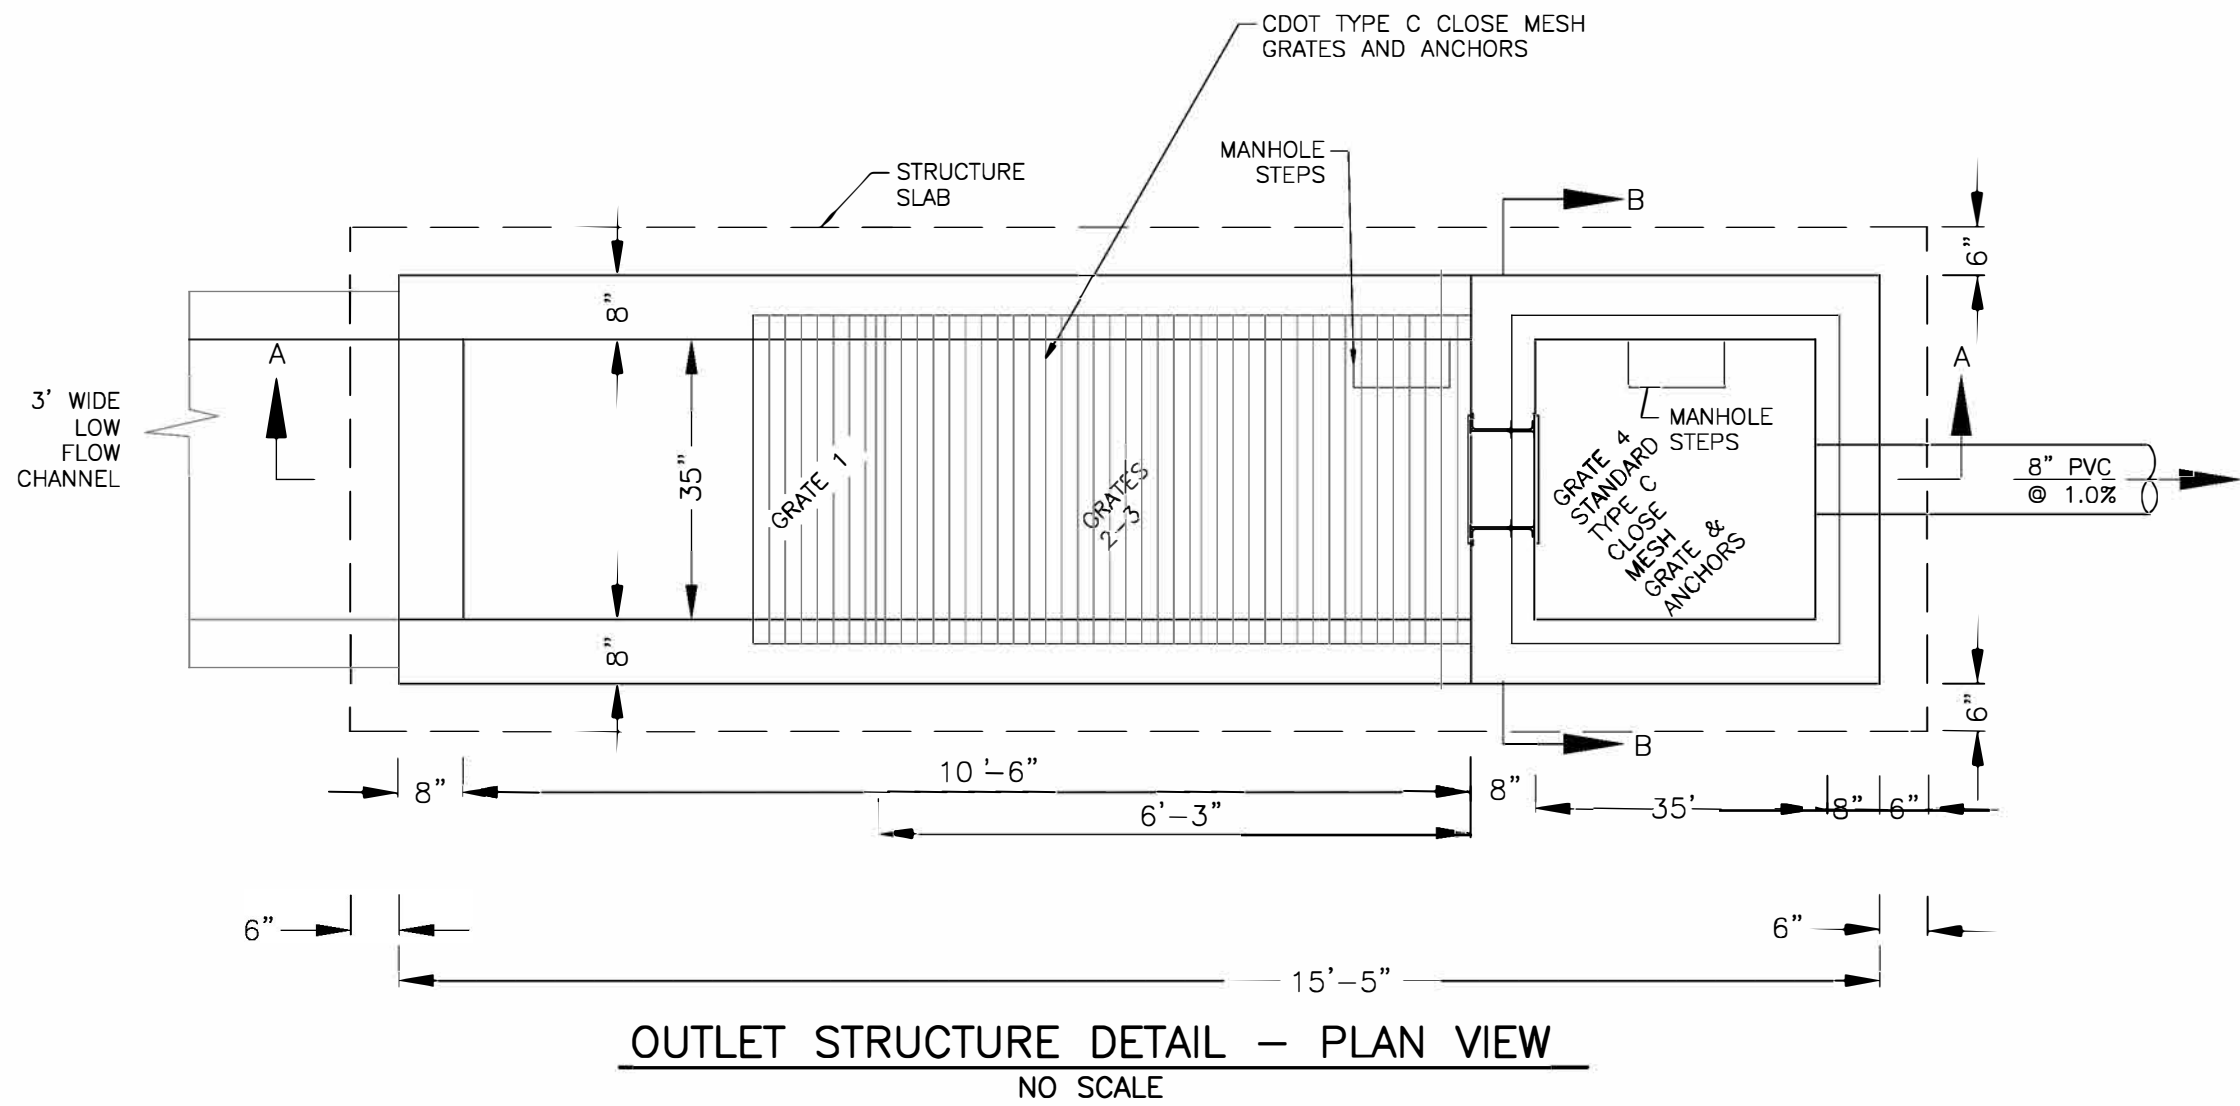 CDOT TYPE C CLOSE MESH
GRATES AND ANCHORS
MANHOLE
STEPS
STRUCTURE
SLAB
B
6"
8"
A
A
3' WIDE
LOW
FLOW
CHANNEL
35"
GRATE 1
GRATES
2-3
MANHOLE
STEPS
GRATE 4
STANDARD
TYPE C
CLOSE
MESH
GRATE &
ANCHORS
8" PVC
@ 1.0%
8"
6"
B
8"
10'-6"
8"
35'
8"
6"
6'-3"
6"
6"
15'-5"
OUTLET STRUCTURE DETAIL – PLAN VIEW
NO SCALE